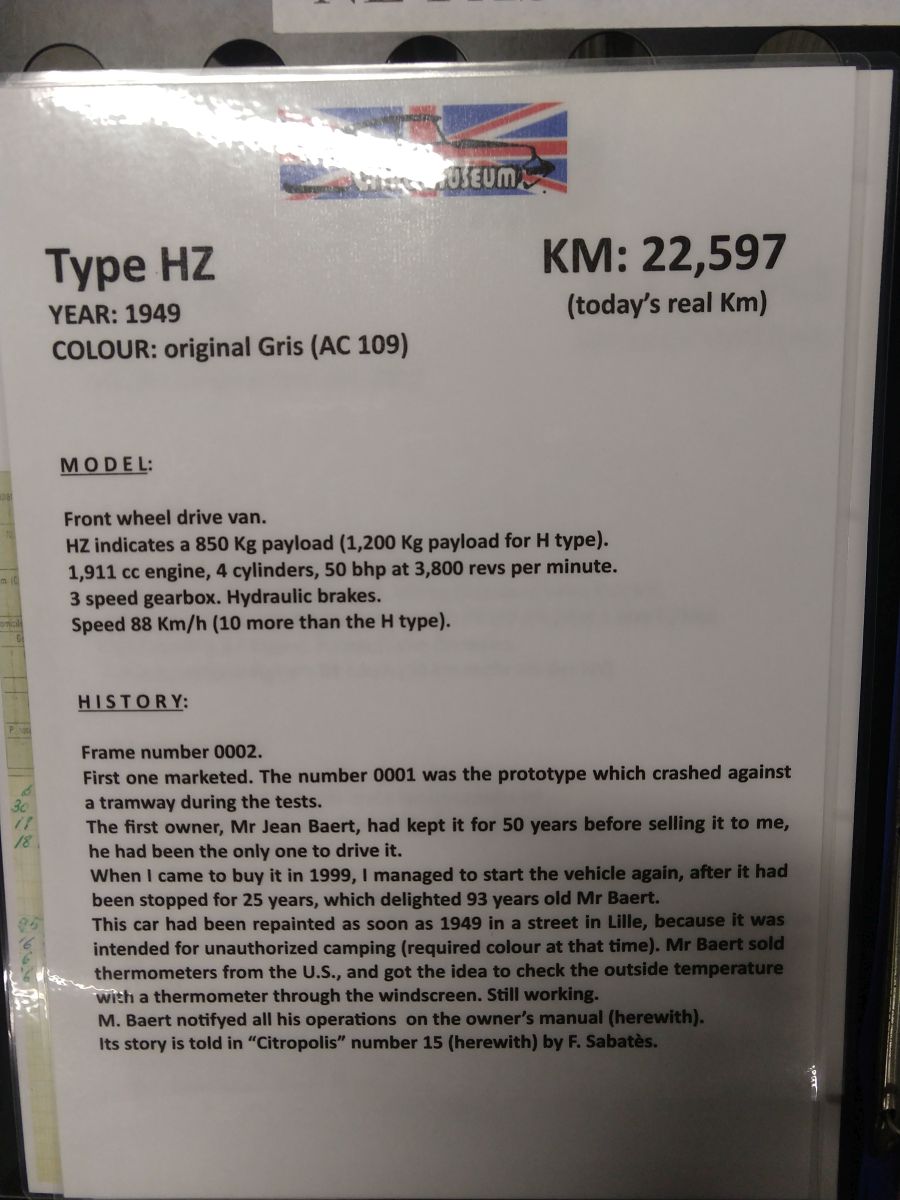 MUSEUM
Type HZ
KM: 22,597
YEAR: 1949
(today's real Km)
COLOUR: original Gris (AC 109)
MODEL:
Front wheel drive van.
HZ indicates a 850 Kg payload (1,200 Kg payload for H type).
1,911 cc engine, 4 cylinders, 50 bhp at 3,800 revs per minute.
3 speed gearbox. Hydraulic brakes.
Speed 88 Km/h (10 more than the H type).
HISTORY:
Frame number 0002.
First one marketed. The number 0001 was the prototype which crashed against
a tramway during the tests.
The first owner, Mr Jean Baert, had kept it for 50 years before selling it to me,
he had been the only one to drive it.
When I came to buy it in 1999, I managed to start the vehicle again, after it had
been stopped for 25 years, which delighted 93 years old Mr Baert.
This car had been repainted as soon as 1949 in a street in Lille, because it was
intended for unauthorized camping (required colour at that time). Mr Baert sold
thermometers from the U.S., and got the idea to check the outside temperature
with a thermometer through the windscreen. Still working.
M. Baert notifyed all his operations on the owner's manual (herewith).
Its story is told in "Citropolis" number 15 (herewith) by F. Sabatès.